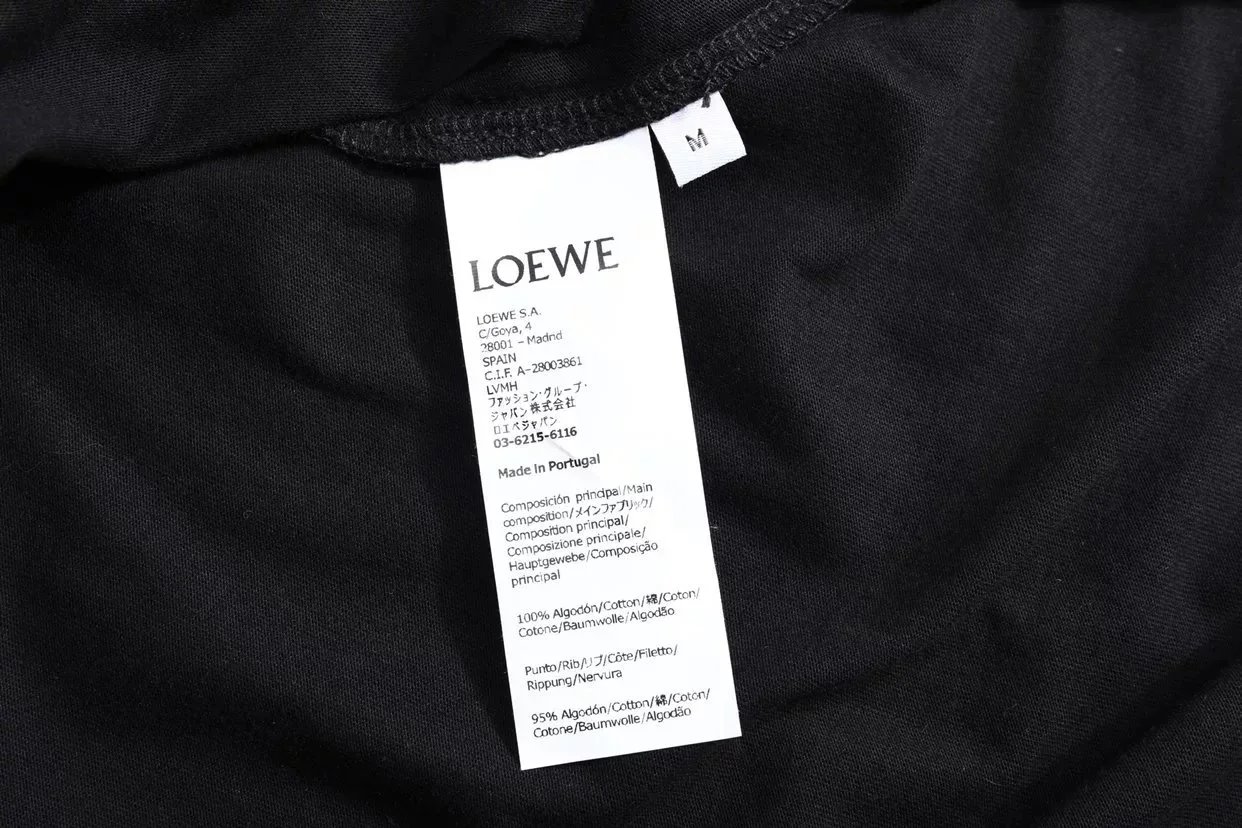 M
LOEWE
LOEWE S.A.
C/Goya, 4
28001 - Madrid
SPAIN
C.I.F. A-28003861
LVMH
ファッション・グループ・
ジャパン株式会社
ロエベジャパン
03-6215-6116
Made in Portugal
Composición principal/Main
composition/メインファブリック/
Composition principal/
Composizione principale/
Hauptgewebe/Composição
principal
100% Algodón/Cotton/綿/Coton/
Cotone/Baumwolle/Algodão
Punto/Rib/リブ/Côte/Filetto/
Rippung/Nervura
95% Algodón/Cotton/綿/Coton/
Cotone/Baumwolle/Algodão